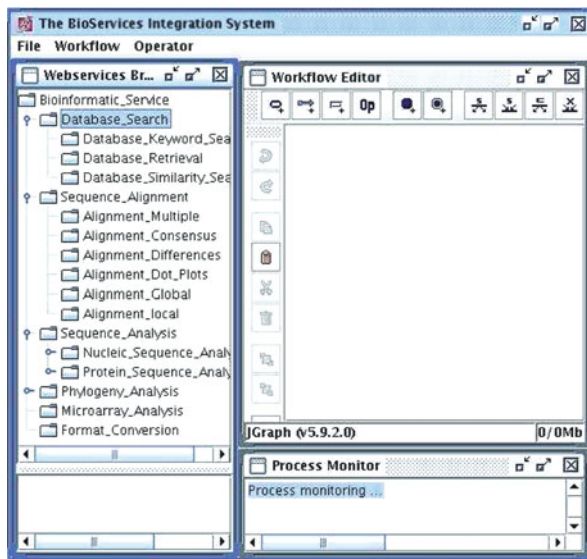 The BioServices Integration System
File Workflow Operator
Webservices Br...
Bioinformatic_Service
Database_Search
Database_Keyword_Sea
Database_Retrieval
Database_Similarity_Sea
Sequence_Alignment
Alignment_Multiple
Alignment_Consensus
Alignment_Differences
Alignment_Dot_Plots
Alignment_Global
Alignment_local
Sequence_Analysis
Nucleic_Sequence_Analy
Protein_Sequence_Analy
Phylogeny_Analysis
Microarray_Analysis
Format_Conversion
Workflow Editor
Op
JGraph (v5.9.2.0) 0/0Mb
Process Monitor
Process monitoring ...